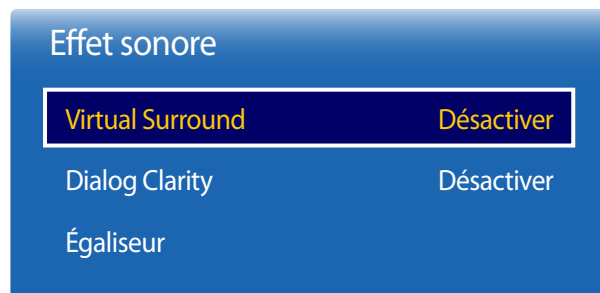 Effet sonore
Virtual Surround Désactiver
Dialog Clarity Désactiver
Égaliseur